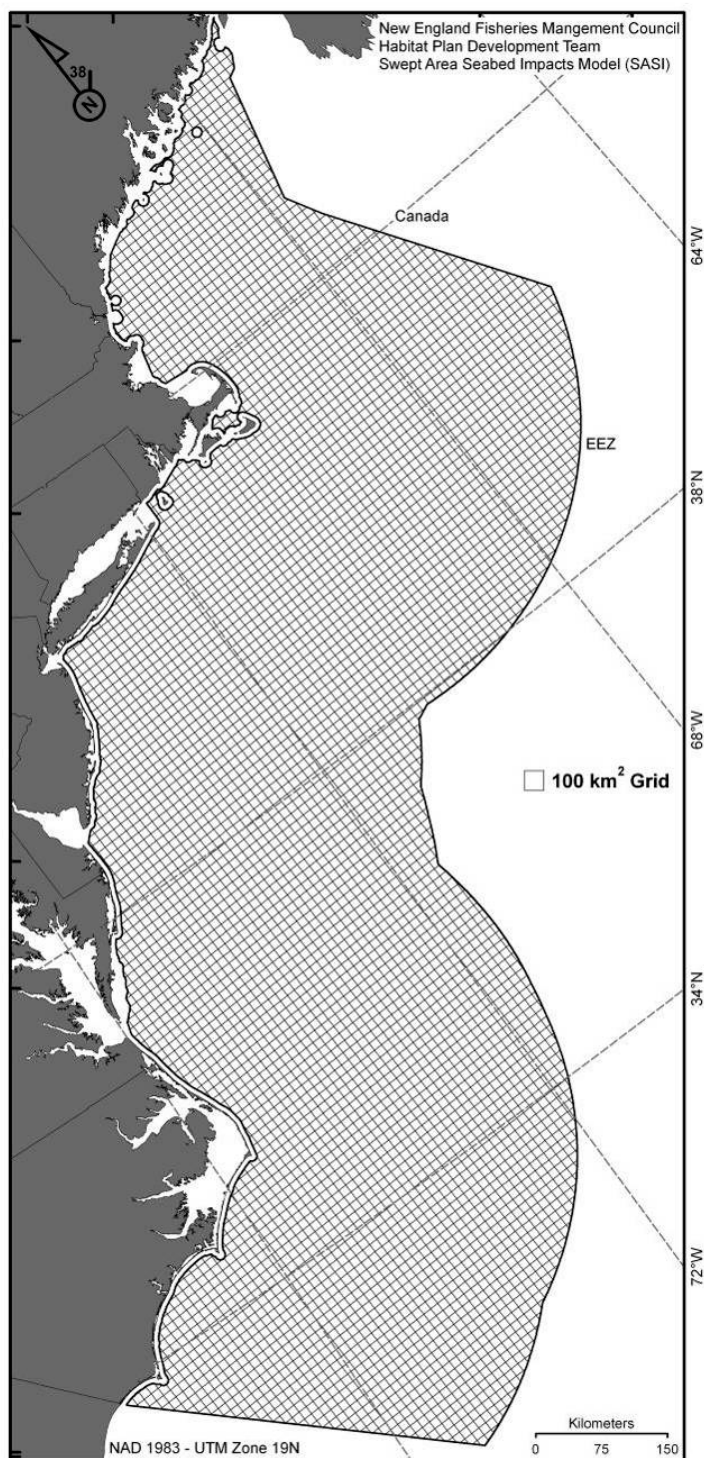 New England Fisheries Mangement Council
Habitat Plan Development Team
Swept Area Seabed Impacts Model (SASI)
38
N
Canada
64°W
EEZ
38°N
68°W
100 km² Grid
34°N
72°W
Kilometers
0 75 150
NAD 1983 - UTM Zone 19N